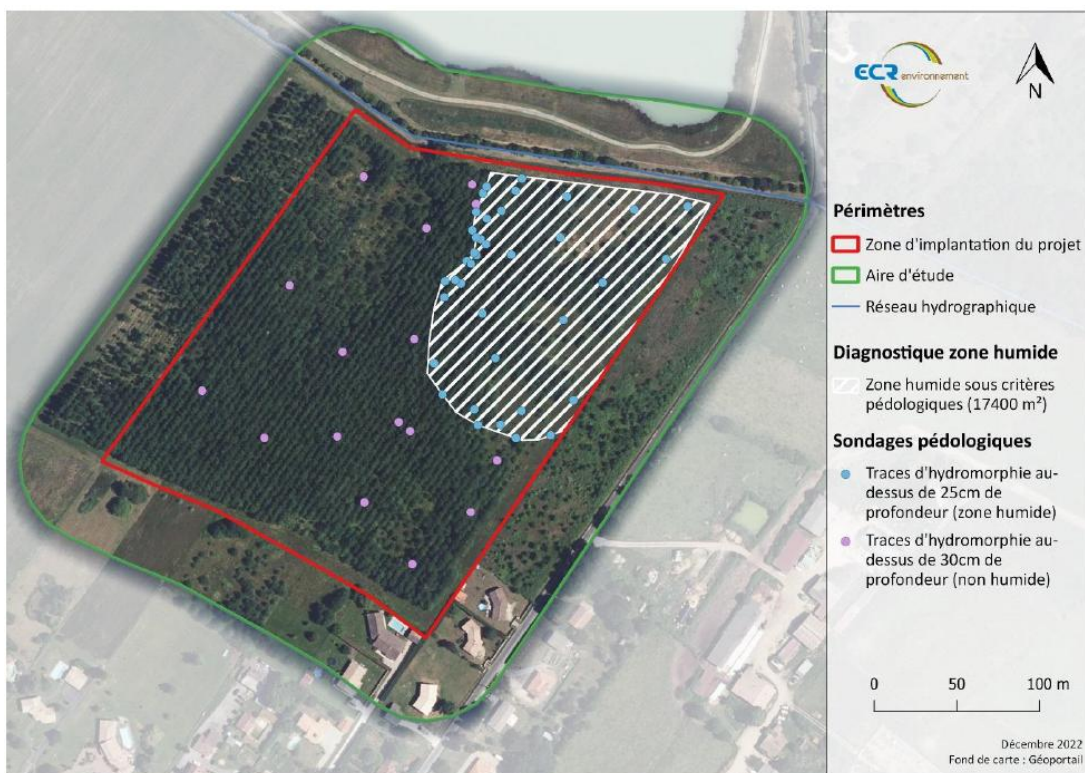 ECR environnement
N
Périmètres
Zone d'implantation du projet
Aire d'étude
Réseau hydrographique
Diagnostique zone humide
Zone humide sous critères
pédologiques (17400 m²)
Sondages pédologiques
Traces d'hydromorphie au-
dessus de 25cm de
profondeur (zone humide)
Traces d'hydromorphie au-
dessus de 30cm de
profondeur (non humide)
0 50 100 m
Décembre 2022
Fond de carte : Géoportail